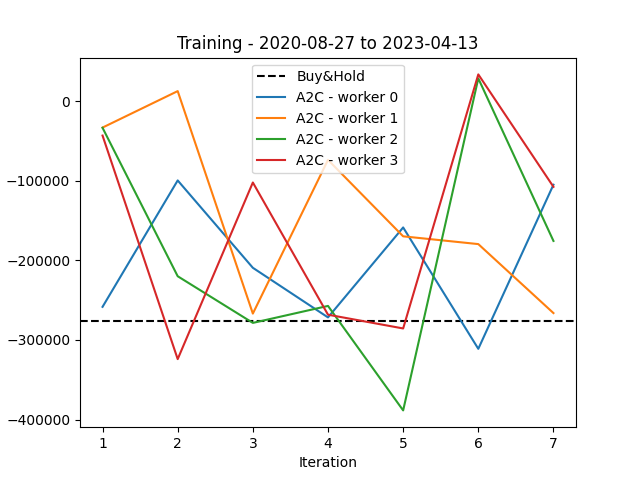 Training - 2020-08-27 to 2023-04-13
Buy&Hold
A2C - worker 0
A2C - worker 1
A2C - worker 2
A2C - worker 3
0
−100000
−200000
−300000
−400000
1 2 3 4 5 6 7
Iteration